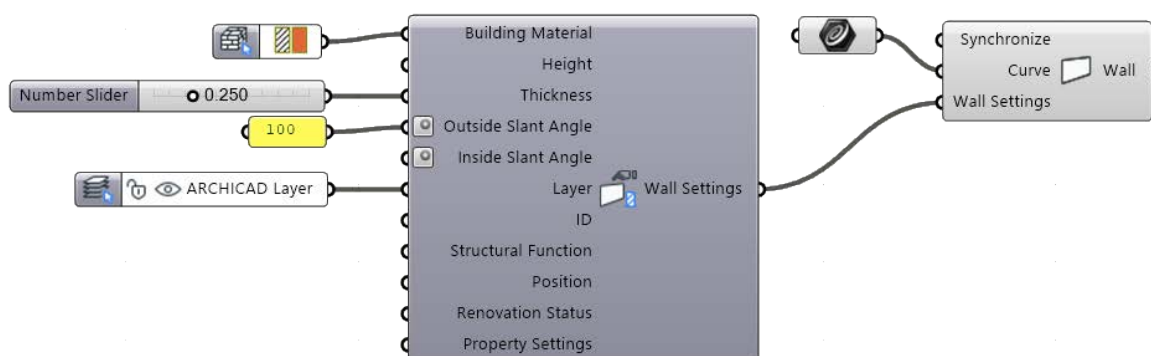 Building Material
Height
Number Slider 0.250
Thickness
100
Outside Slant Angle
Inside Slant Angle
ARCHICAD Layer
Layer
Wall Settings
ID
Structural Function
Position
Renovation Status
Property Settings
Synchronize
Curve
Wall
Wall Settings